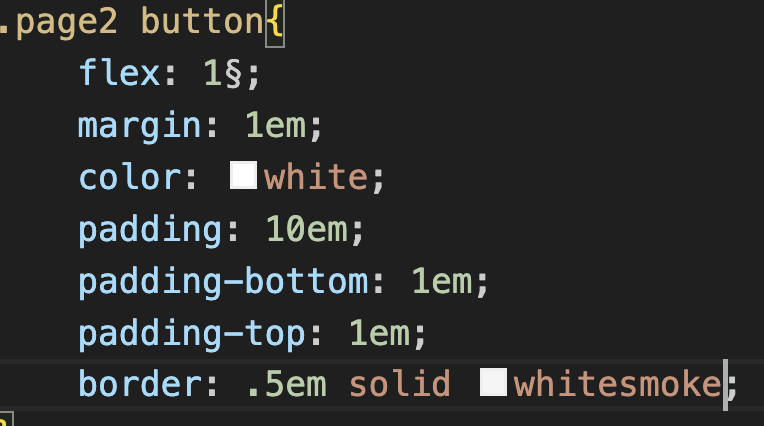 .page2 button{
flex: 1§;
margin: 1em;
color: white;
padding: 10em;
padding-bottom: 1em;
padding-top: 1em;
border: .5em solid whitesmoke;
}